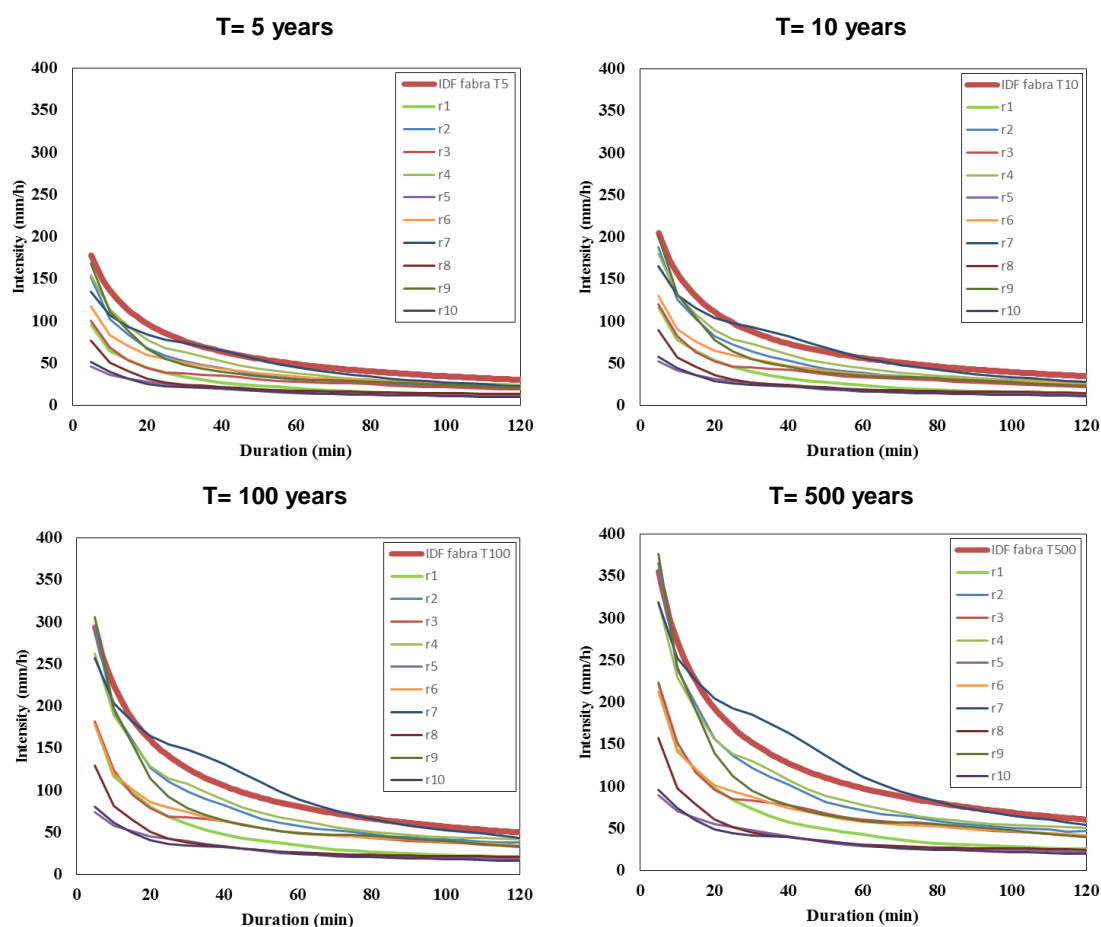 T= 5 years
400
350
300
250
200
150
100
50
0
0 20 40 60 80 100 120
Intensity (mm/h)
Duration (min)
IDF fabra T5
r1
r2
r3
r4
r5
r6
r7
r8
r9
r10
T= 10 years
400
350
300
250
200
150
100
50
0
0 20 40 60 80 100 120
Intensity (mm/h)
Duration (min)
IDF fabra T10
r1
r2
r3
r4
r5
r6
r7
r8
r9
r10
T= 100 years
400
350
300
250
200
150
100
50
0
0 20 40 60 80 100 120
Intensity (mm/h)
Duration (min)
IDF fabra T100
r1
r2
r3
r4
r5
r6
r7
r8
r9
r10
T= 500 years
400
350
300
250
200
150
100
50
0
0 20 40 60 80 100 120
Intensity (mm/h)
Duration (min)
IDF fabra T500
r1
r2
r3
r4
r5
r6
r7
r8
r9
r10